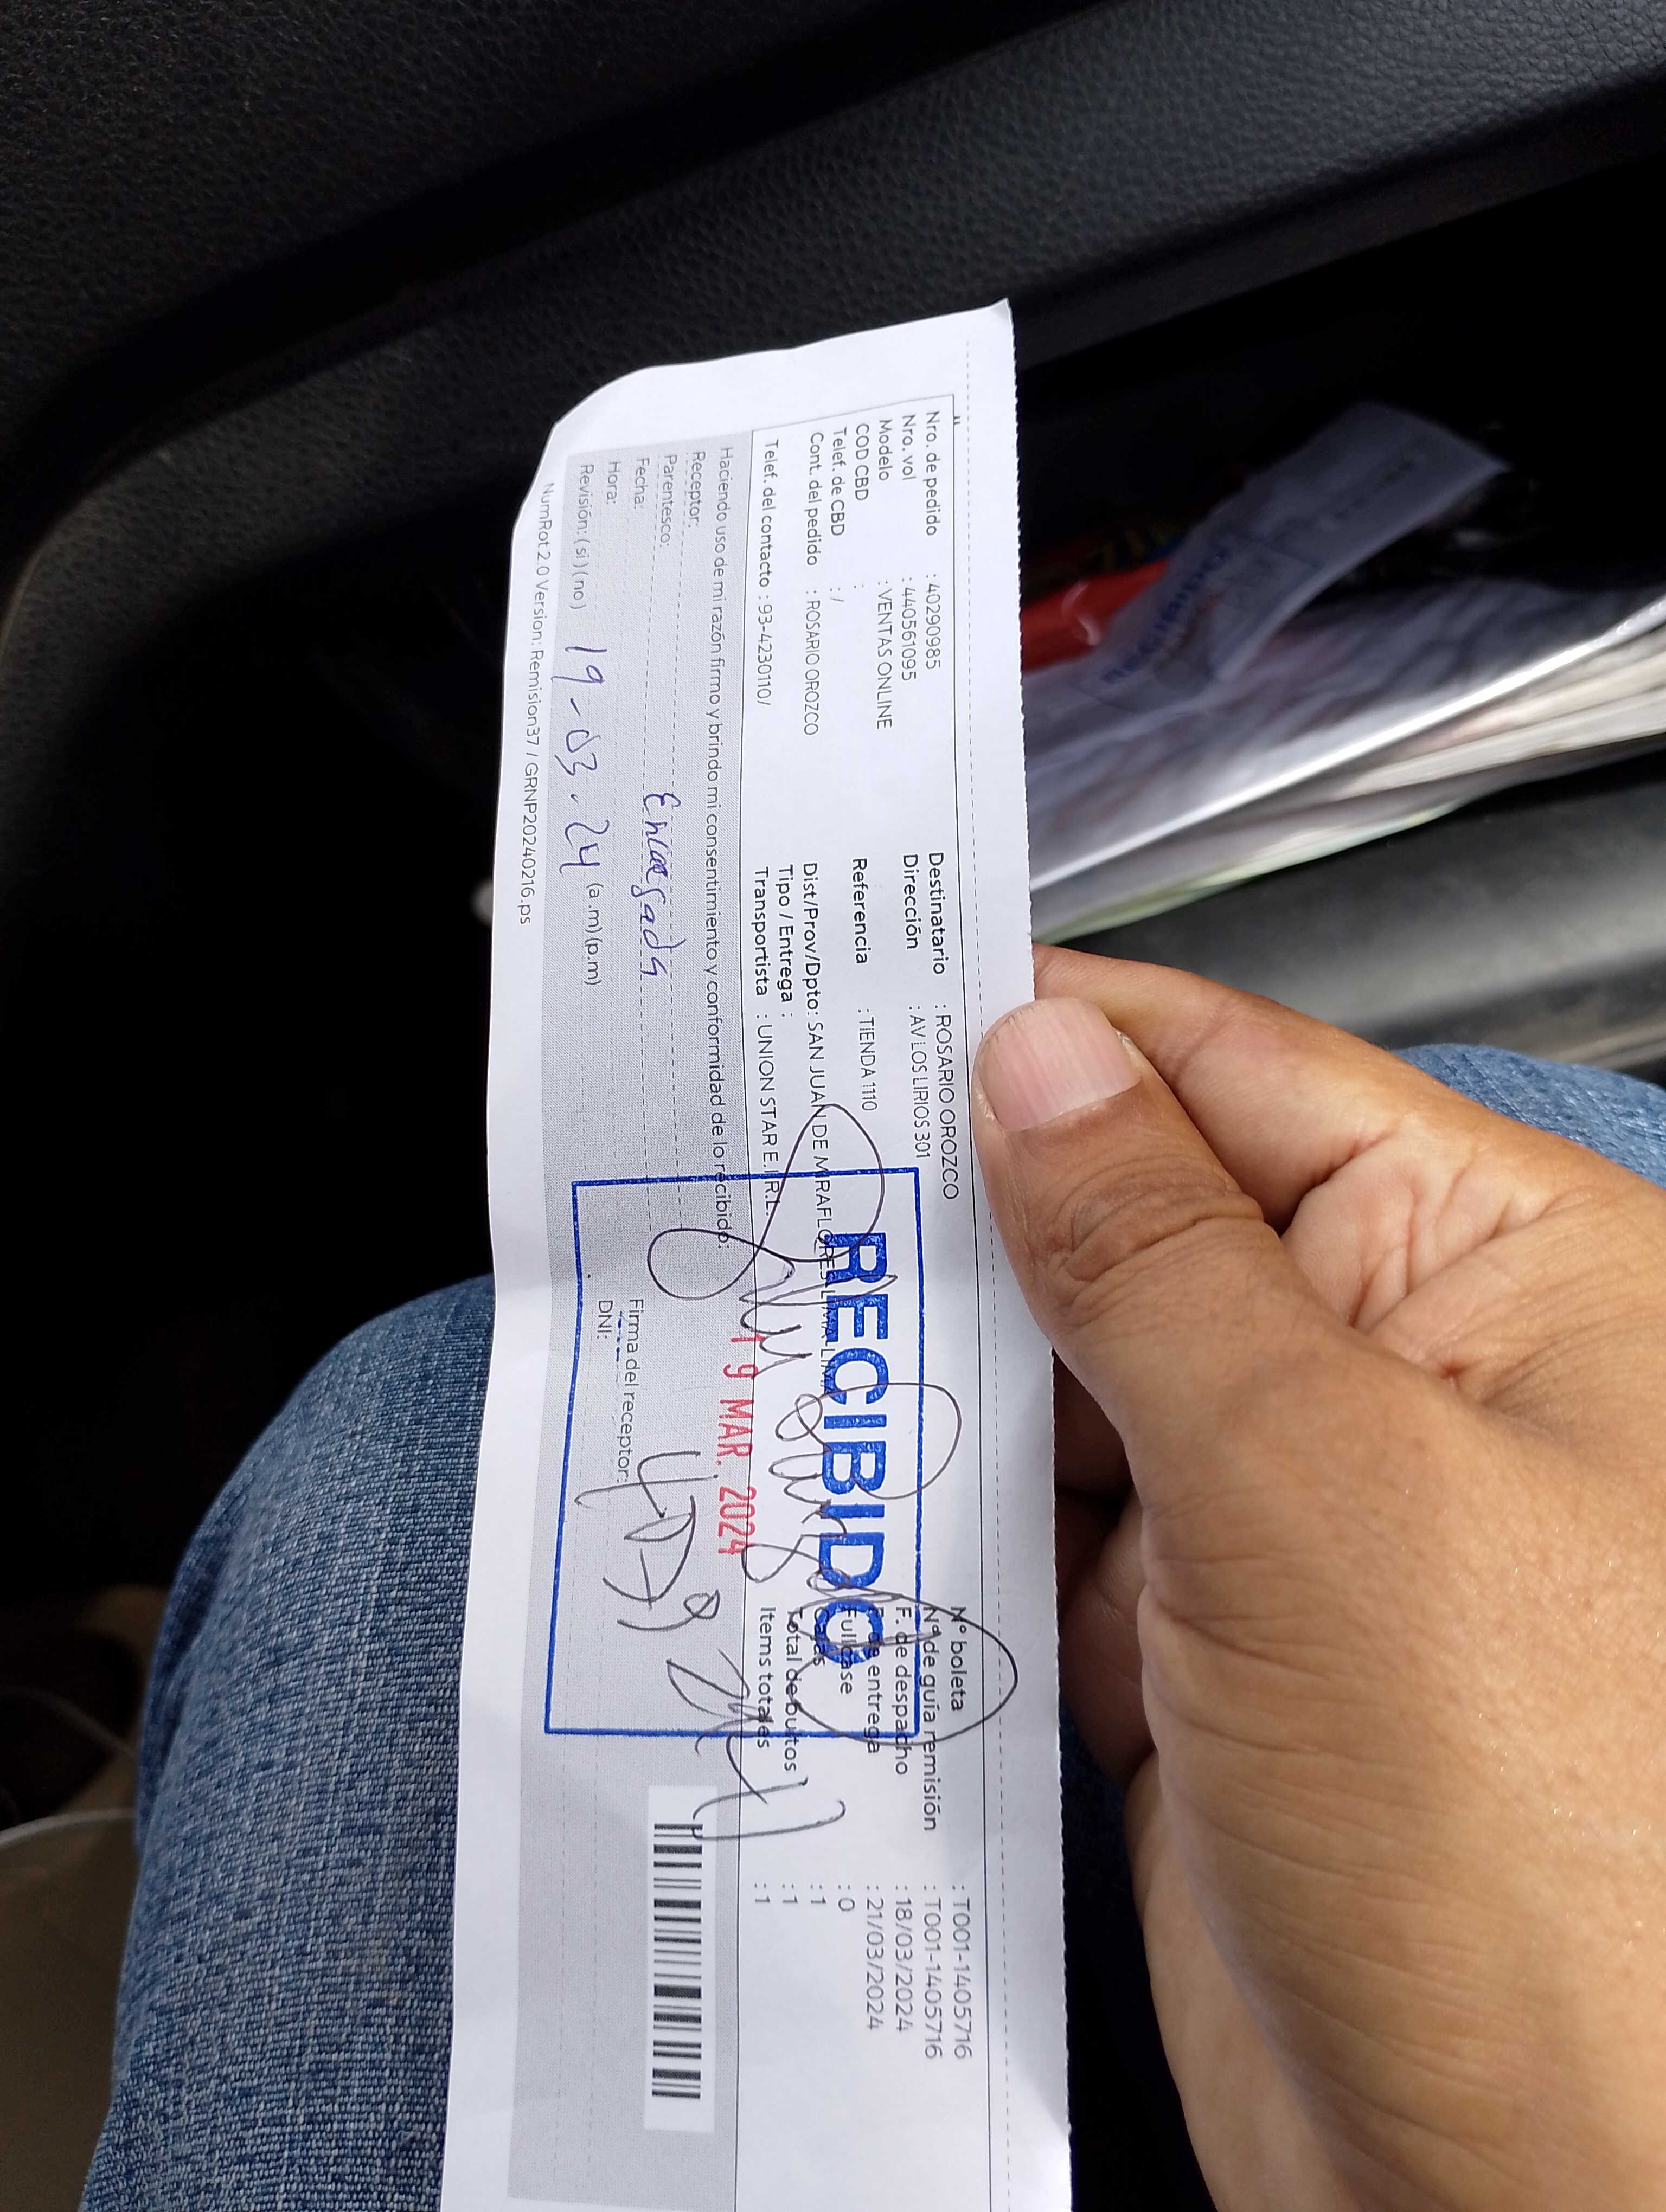 Nro. de pedido : 40290985
Nro. vol : 440561095
Modelo : VENTAS ONLINE
COD CBD :
Telef. de CBD : /
Cont. del pedido : ROSARIO OROZCO
Telef. del contacto : 93-4230110/
Destinatario : ROSARIO OROZCO
Dirección : AV LOS LIRIOS 301
Referencia : TIENDA 1110
Dist/Prov/Dpto: SAN JUAN DE MIRAFLORES LIMA-LIMA
Tipo / Entrega :
Transportista : UNION STAR E.I.R.L.
N° boleta : T001-1405716
N° de guía remisión : T001-1405716
F. de despacho : 18/03/2024
entrega : 21/03/2024
Fullcase : 0
Cajas : 1
Total de bultos : 1
Items totales : 1
RECIBIDO
19 MAR. 2024
Haciendo uso de mi razón firmo y brindo mi consentimiento y conformidad de lo recibido:
Receptor:
Parentesco: Encargada
Fecha:
Hora: (a.m)(p.m)
Revisión: (si) (no) 19-03-24
Firma del receptor:
DNI:
NumRot 2.0 Version: Remision37 / GRNP20240216.ps